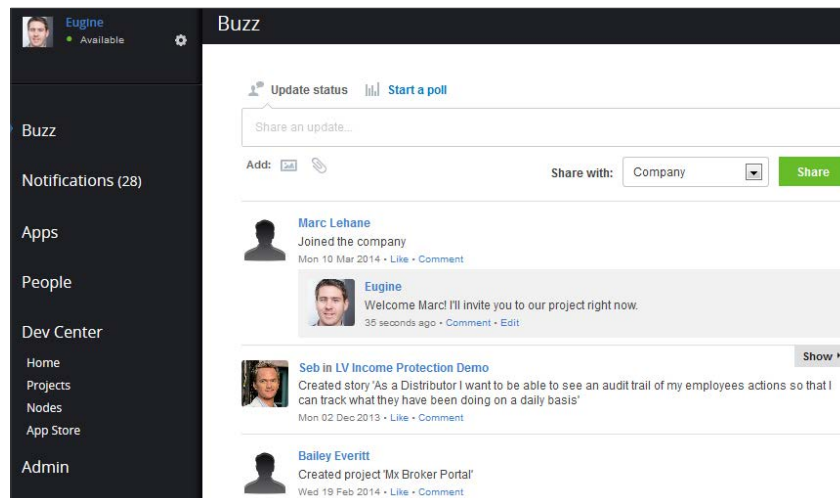 Eugine
Available
Buzz
Notifications (28)
Apps
People
Dev Center
Home
Projects
Nodes
App Store
Admin
Buzz
Update status Start a poll
Share an update...
Add: Share with: Company Share
Marc Lehane
Joined the company
Mon 10 Mar 2014 • Like • Comment
Eugine
Welcome Marc! I'll invite you to our project right now.
35 seconds ago • Comment • Edit
Show
Seb in LV Income Protection Demo
Created story 'As a Distributor I want to be able to see an audit trail of my employees actions so that I
can track what they have been doing on a daily basis'
Mon 02 Dec 2013 • Like • Comment
Bailey Everitt
Created project 'Mx Broker Portal'
Wed 19 Feb 2014 • Like • Comment